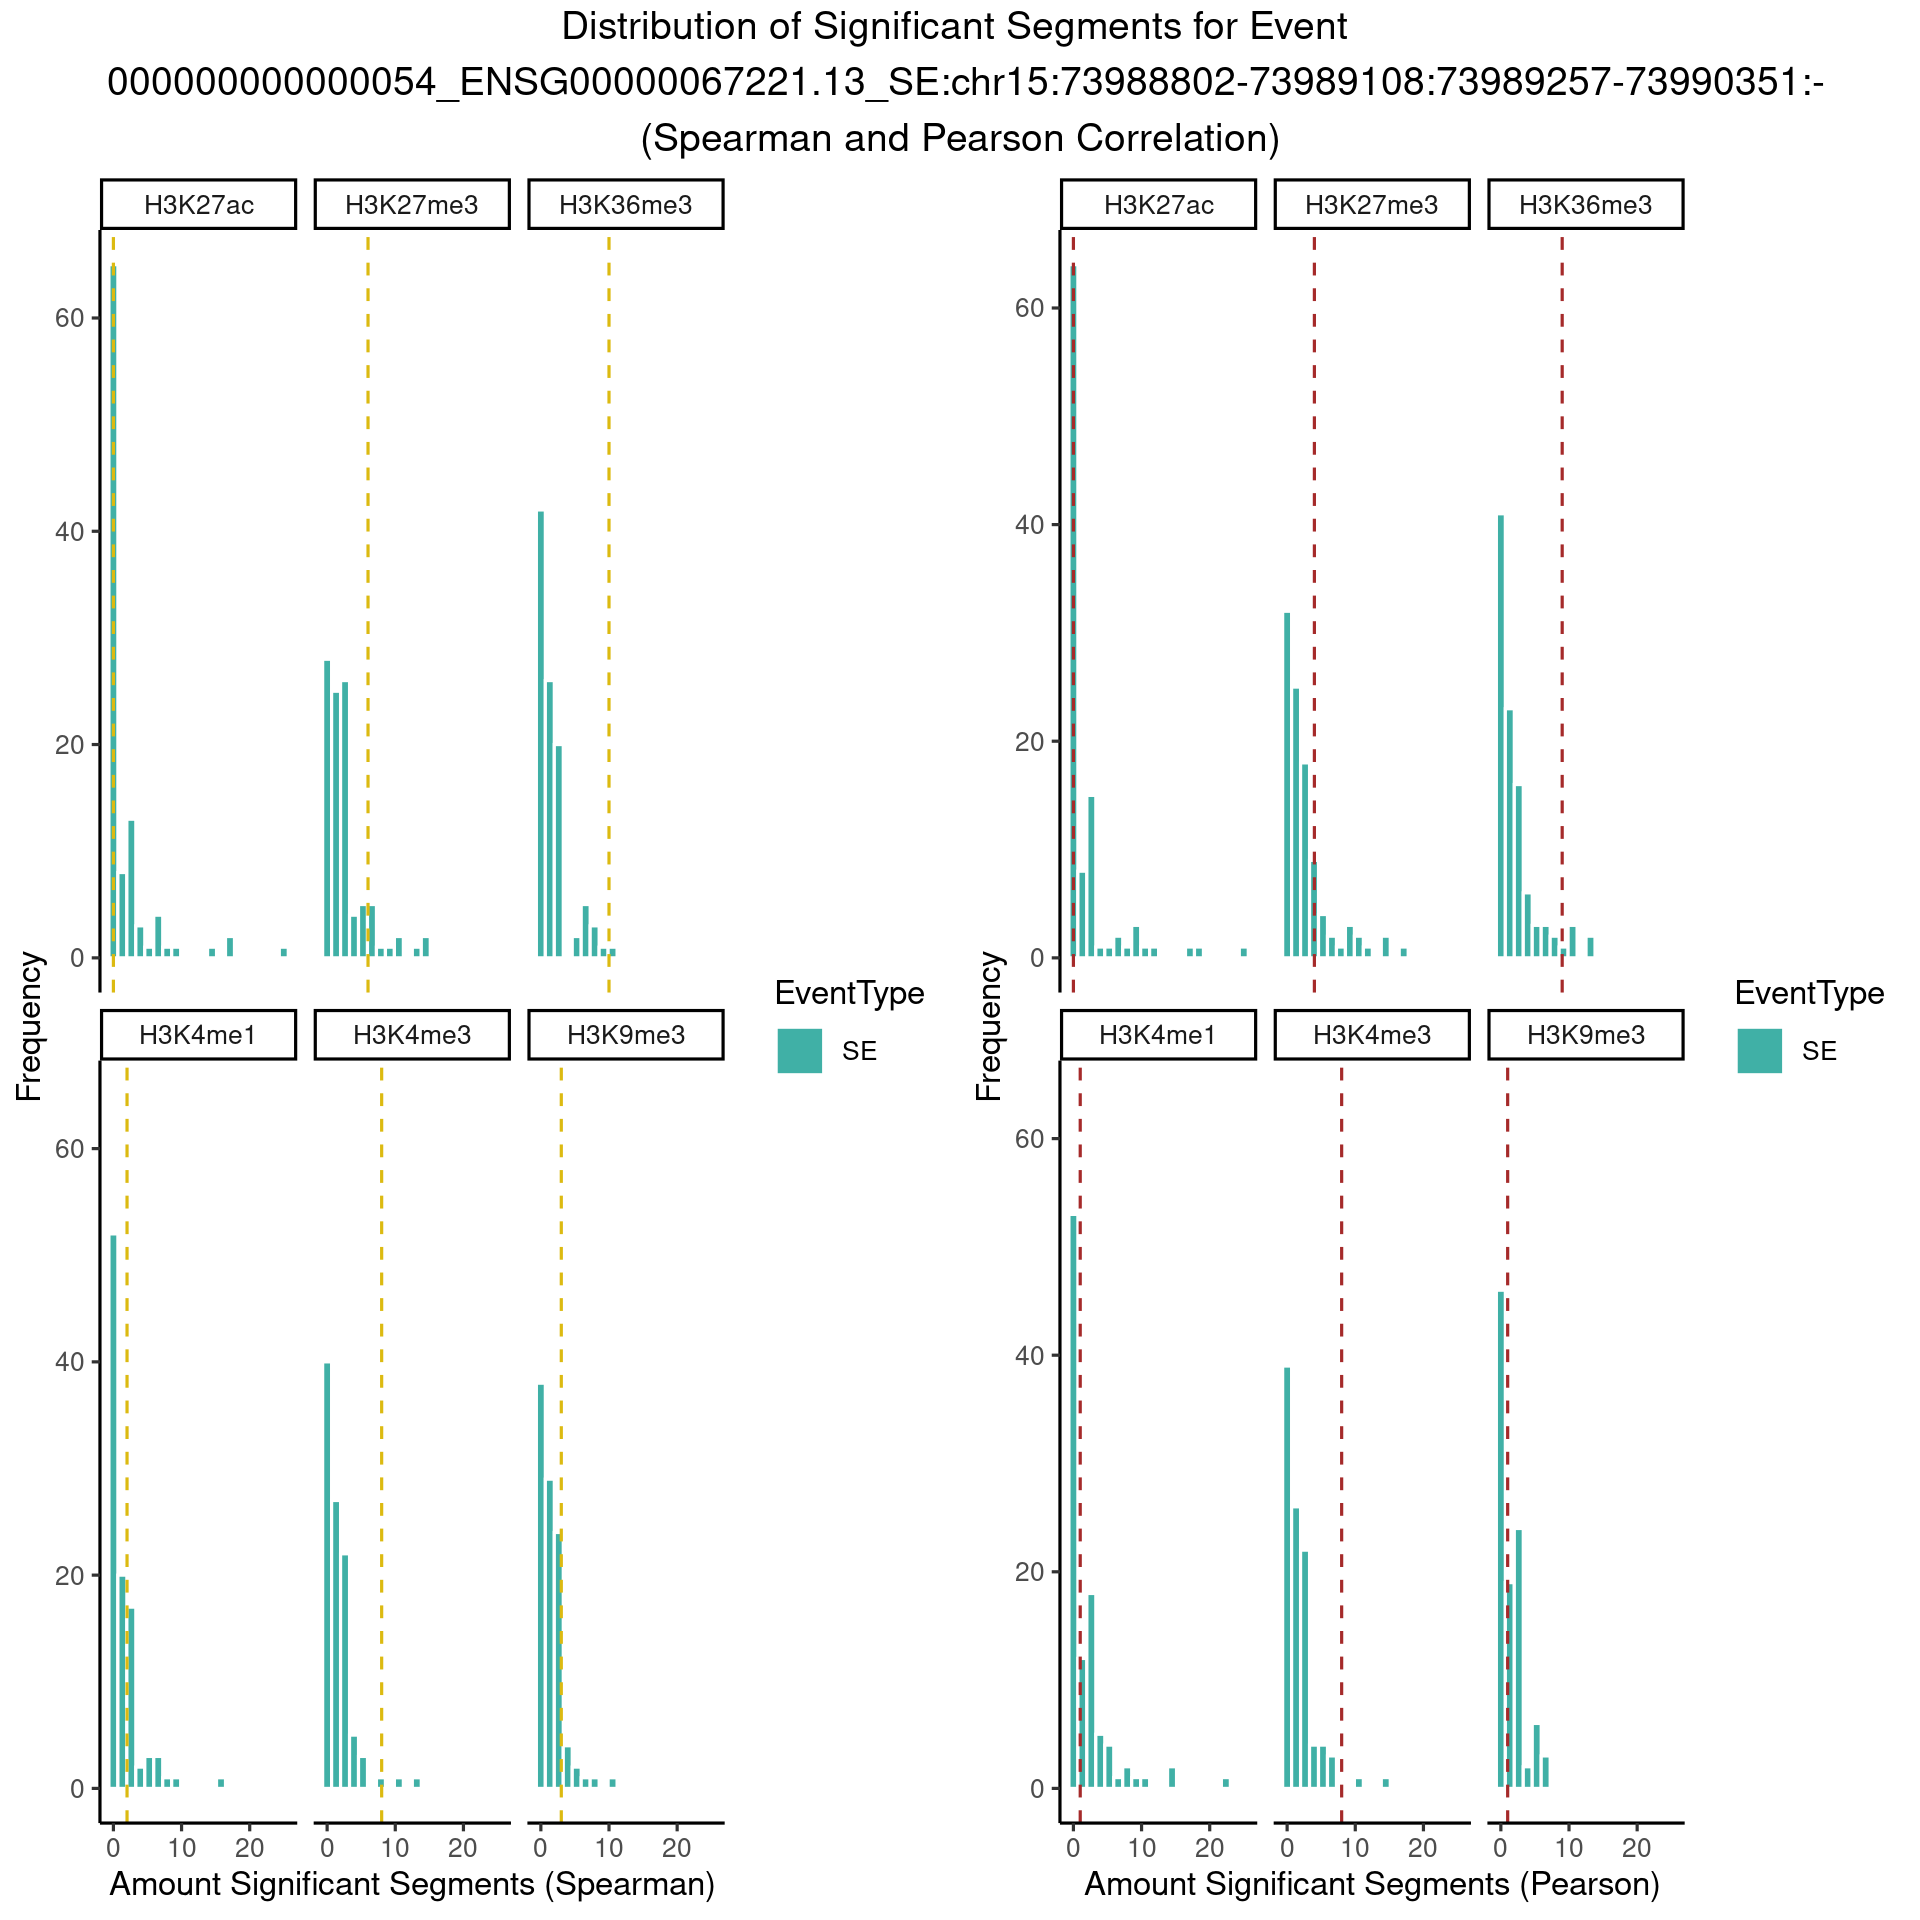 Distribution of Significant Segments for Event
000000000000054_ENSG00000067221.13_SE:chr15:73988802-73989108:73989257-73990351:-
(Spearman and Pearson Correlation)
H3K27ac
H3K27me3
H3K36me3
60
40
20
0
H3K4me1
H3K4me3
H3K9me3
60
40
20
0
0 10 20
0 10 20
0 10 20
Frequency
Amount Significant Segments (Spearman)
EventType
SE
H3K27ac
H3K27me3
H3K36me3
60
40
20
0
H3K4me1
H3K4me3
H3K9me3
60
40
20
0
0 10 20
0 10 20
0 10 20
Frequency
Amount Significant Segments (Pearson)
EventType
SE